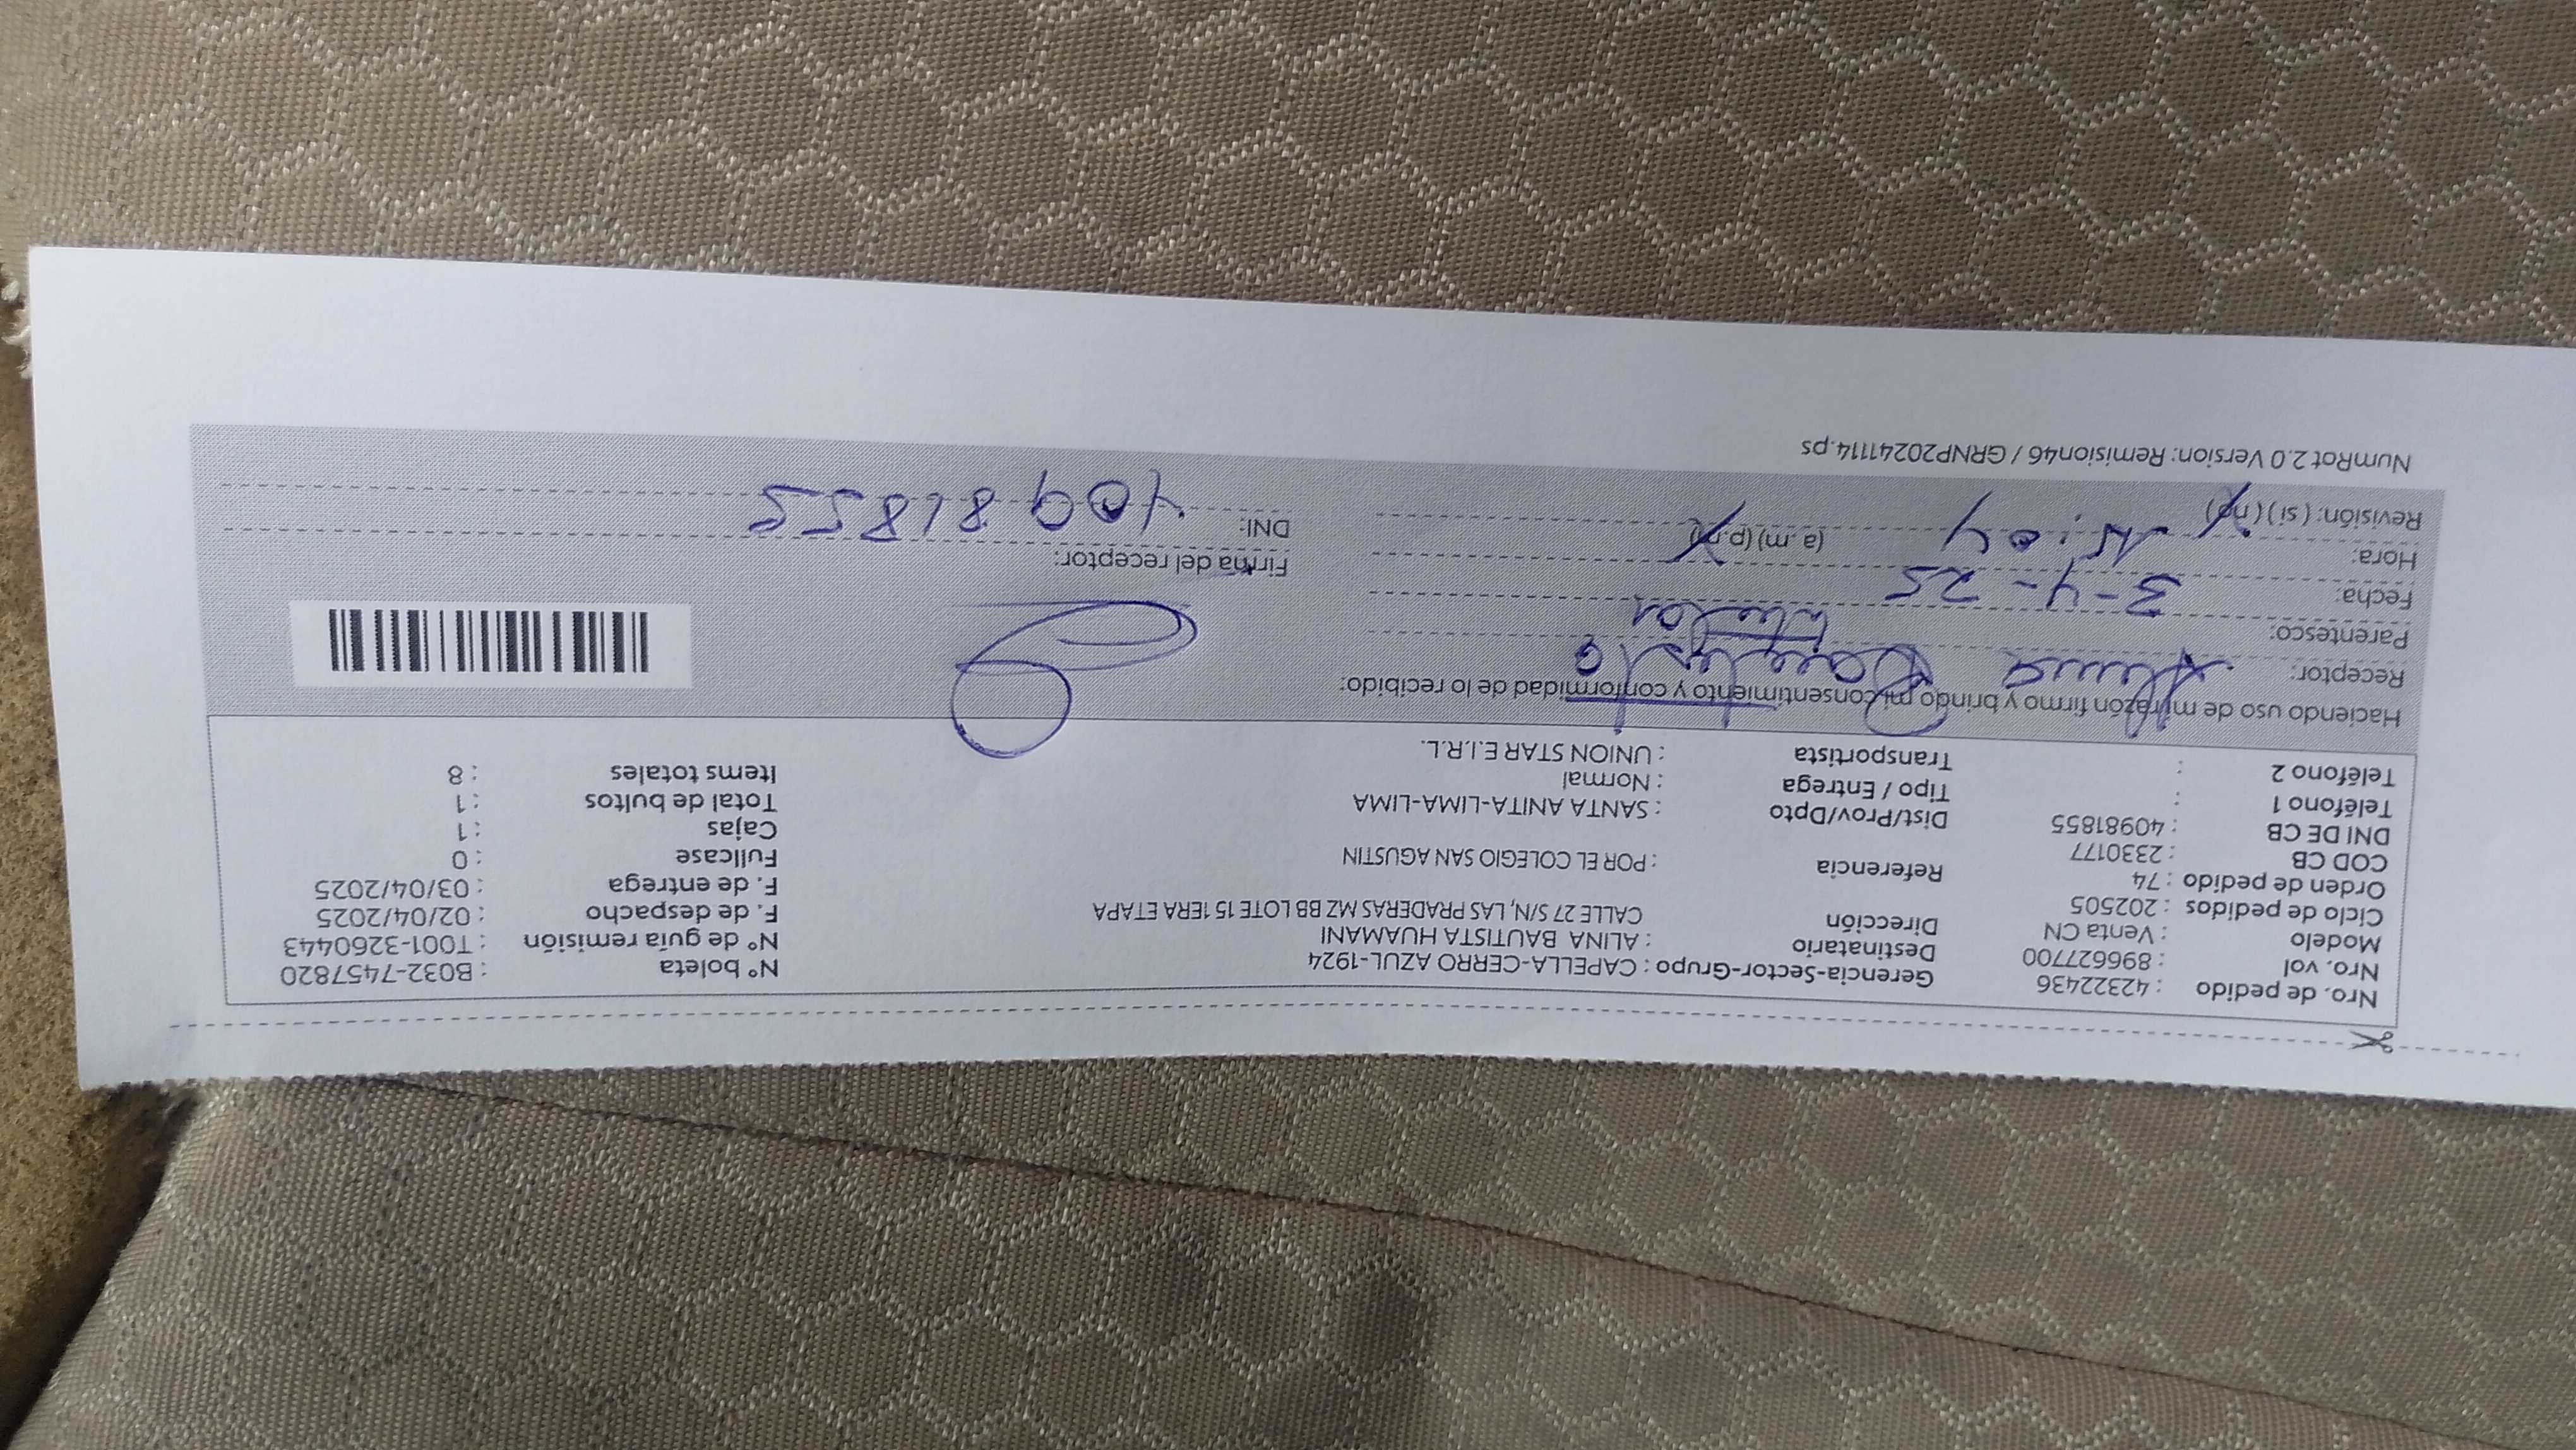 Nro. de pedido : 42322436
Nro. vol : 896627700
Modelo : Venta CN
Ciclo de pedidos : 202505
Orden de pedido : 74
COD CB : 2330177
DNI DE CB : 40981855
Teléfono 1 :
Teléfono 2 :
Gerencia-Sector-Grupo : CAPELLA-CERRO AZUL-1924
Destinatario : ALINA BAUTISTA HUAMANI
Dirección CALLE 27 S/N, LAS PRADERAS MZ BB LOTE 15 1ERA ETAPA
Referencia : POR EL COLEGIO SAN AGUSTIN
Dist/Prov/Dpto : SANTA ANITA-LIMA-LIMA
Tipo / Entrega : Normal
Transportista : UNION STAR E.I.R.L.
N° boleta : B032-7457820
N° de guía remisión : T001-3260443
F. de despacho : 02/04/2025
F. de entrega : 03/04/2025
Fullcase : 0
Cajas : 1
Total de bultos : 1
Items totales : 8
Haciendo uso de mi razón firmo y brindo mi consentimiento y conformidad de lo recibido:
Receptor: Alina Bautista
Parentesco:
Fecha: 3-4-25
Hora: 15:04 (a.m) (p.m)
Revisión: (si) (no)
Firma del receptor:
DNI: 40981855
NumRot 2.0 Version: Remision46 / GRNP20241114.ps